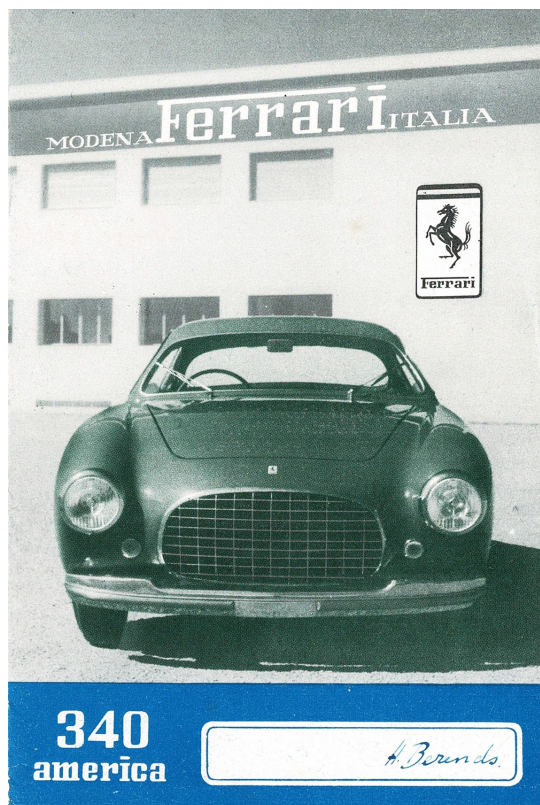 MODENA Ferrari ITALIA
Ferrari
340
america
H. Berends.